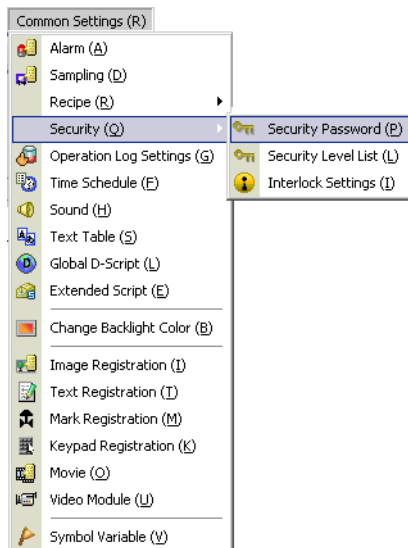 Common Settings (R)
Alarm (A)
Sampling (D)
Recipe (R)
Security (Q)
Security Password (P)
Security Level List (L)
Interlock Settings (I)
Operation Log Settings (G)
Time Schedule (F)
Sound (H)
Text Table (S)
Global D-Script (L)
Extended Script (E)
Change Backlight Color (B)
Image Registration (I)
Text Registration (T)
Mark Registration (M)
Keypad Registration (K)
Movie (O)
Video Module (U)
Symbol Variable (V)